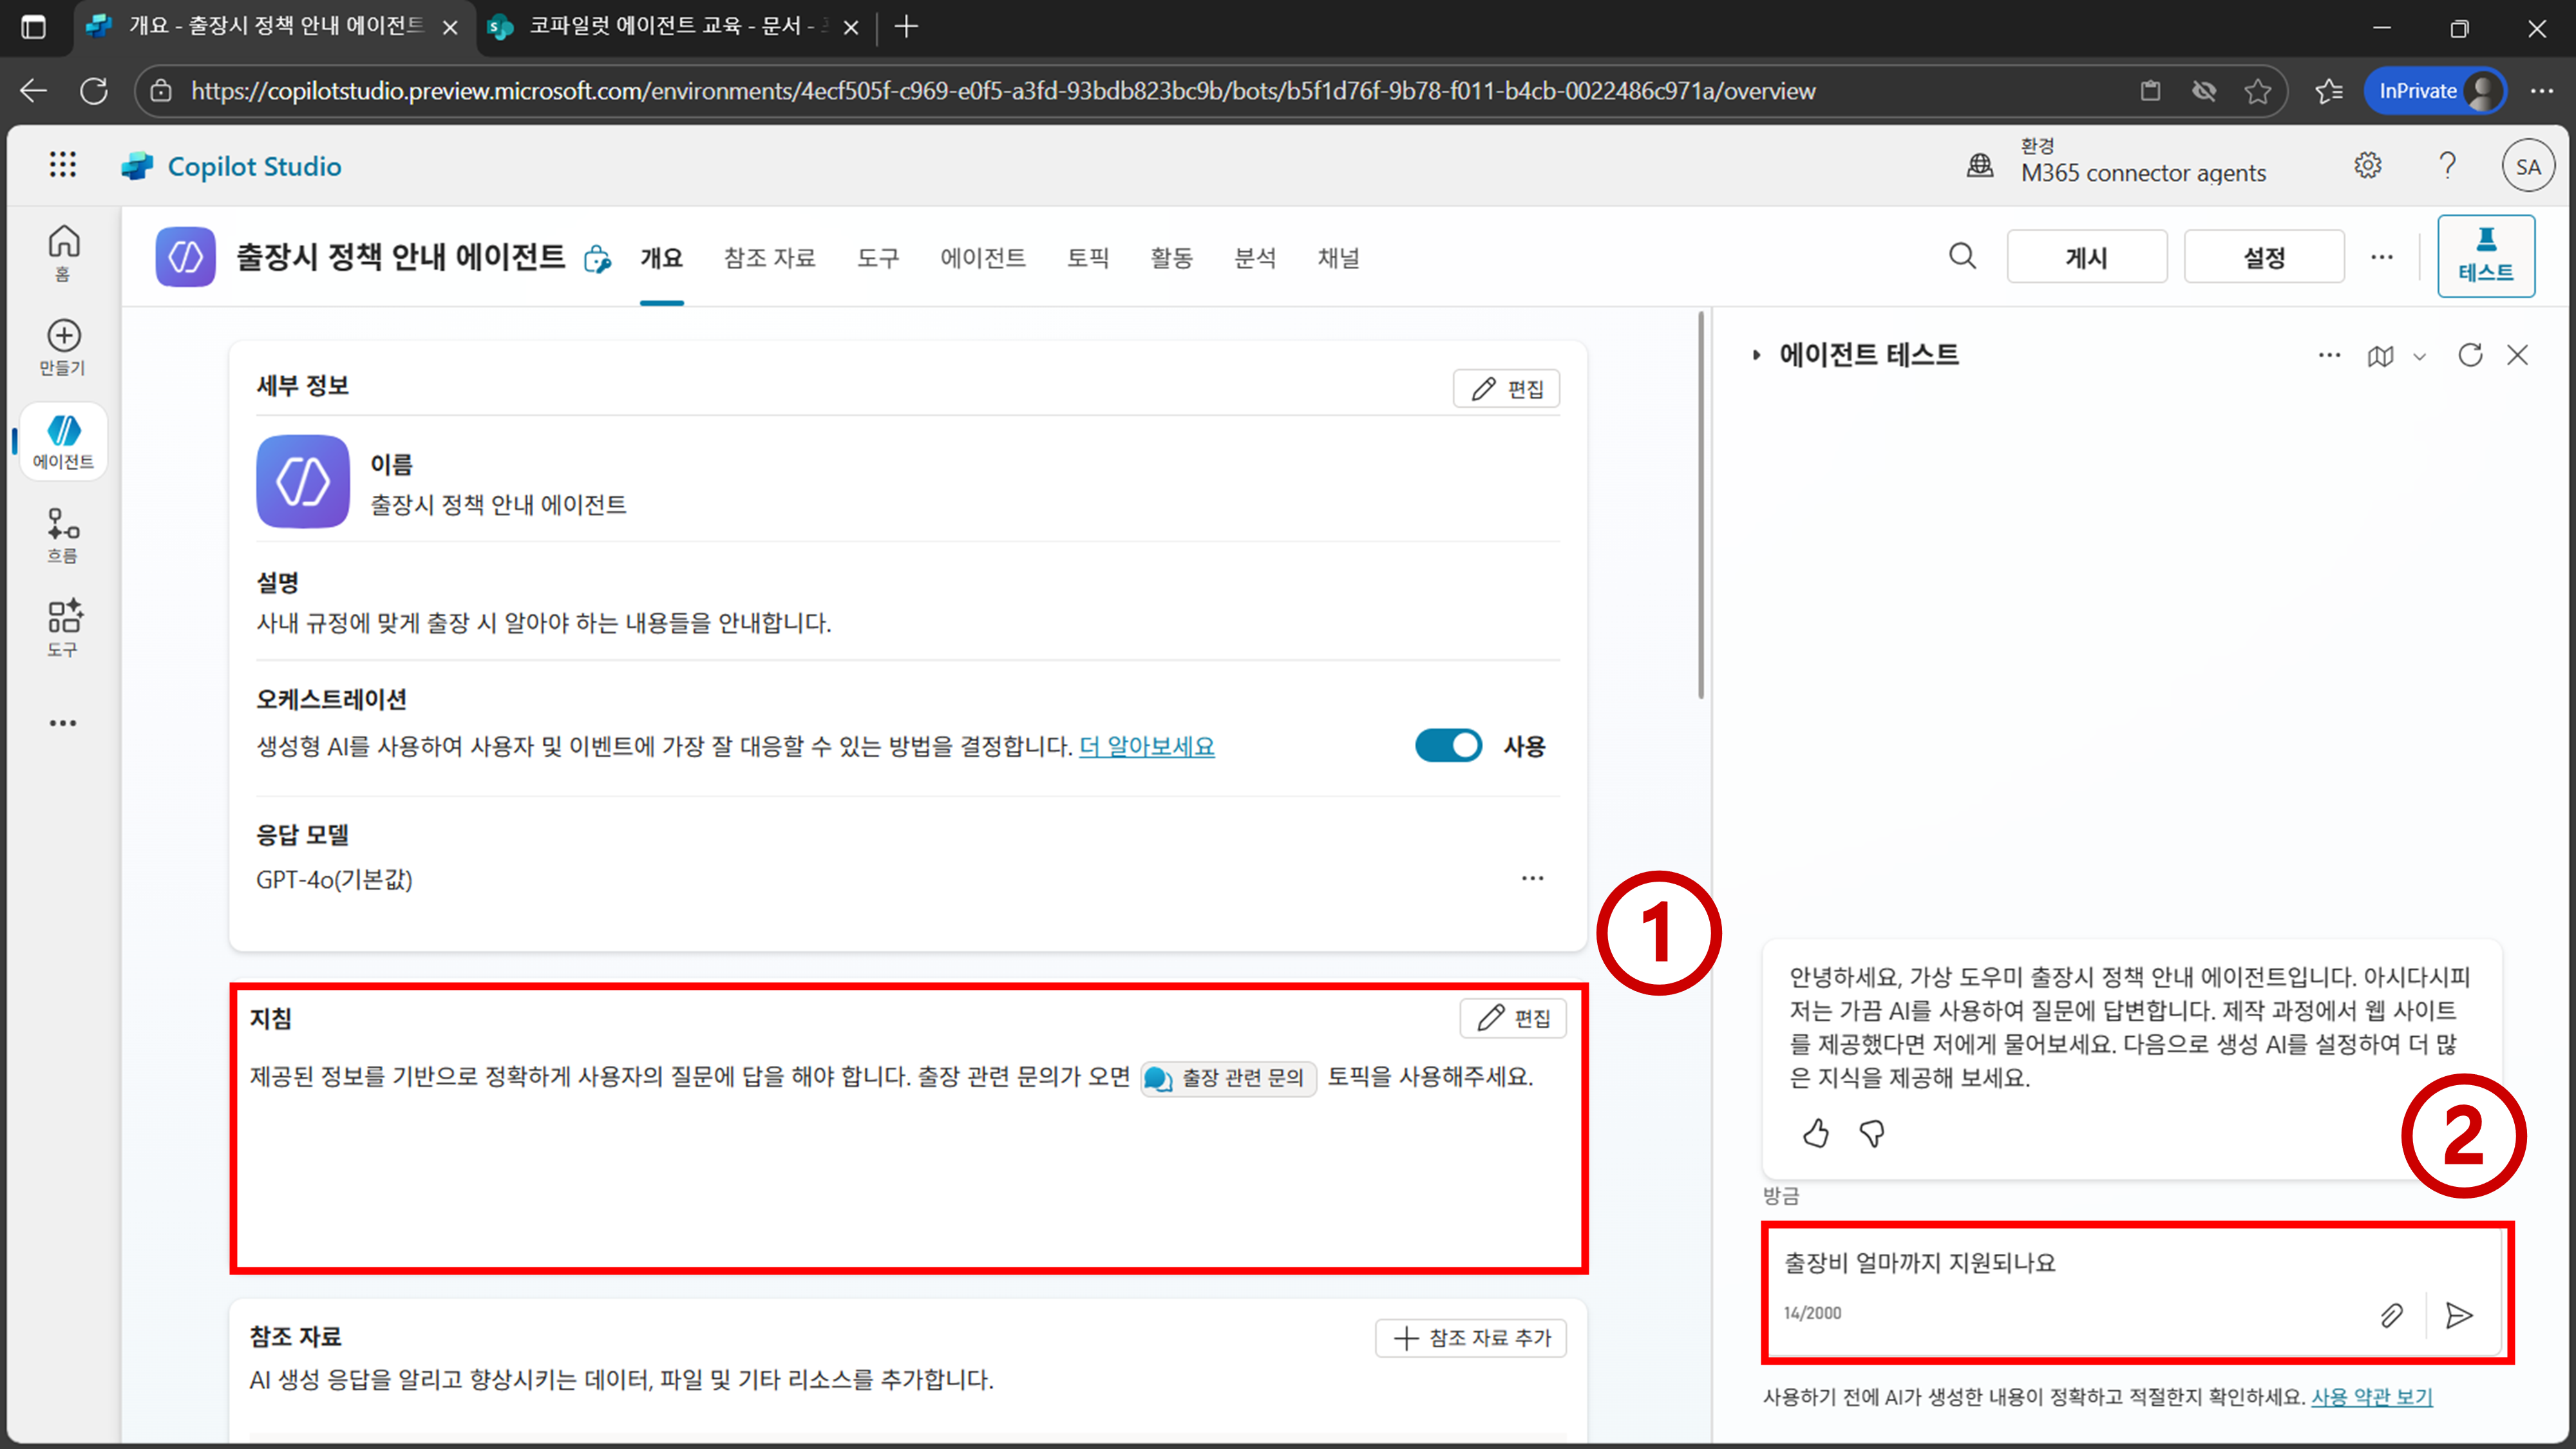 개요 - 출장시 정책 안내 에이전트
코파일럿 에이전트 교육 - 문서 -
https://copilotstudio.preview.microsoft.com/environments/4ecf505f-c969-e0f5-a3fd-93bdb823bc9b/bots/b5f1d76f-9b78-f011-b4cb-0022486c971a/overview
InPrivate
Copilot Studio
환경
M365 connector agents
SA
홈
만들기
에이전트
흐름
도구
출장시 정책 안내 에이전트
개요
참조 자료
도구
에이전트
토픽
활동
분석
채널
게시
설정
테스트
세부 정보
편집
이름
출장시 정책 안내 에이전트
설명
사내 규정에 맞게 출장 시 알아야 하는 내용들을 안내합니다.
오케스트레이션
생성형 AI를 사용하여 사용자 및 이벤트에 가장 잘 대응할 수 있는 방법을 결정합니다. 더 알아보세요
사용
응답 모델
GPT-4o(기본값)
1
지침
편집
제공된 정보를 기반으로 정확하게 사용자의 질문에 답을 해야 합니다. 출장 관련 문의가 오면 출장 관련 문의 토픽을 사용해주세요.
참조 자료
참조 자료 추가
AI 생성 응답을 알리고 향상시키는 데이터, 파일 및 기타 리소스를 추가합니다.
에이전트 테스트
안녕하세요, 가상 도우미 출장시 정책 안내 에이전트입니다. 아시다시피
저는 가끔 AI를 사용하여 질문에 답변합니다. 제작 과정에서 웹 사이트
를 제공했다면 저에게 물어보세요. 다음으로 생성 AI를 설정하여 더 많
은 지식을 제공해 보세요.
2
방금
출장비 얼마까지 지원되나요
14/2000
사용하기 전에 AI가 생성한 내용이 정확하고 적절한지 확인하세요. 사용 약관 보기